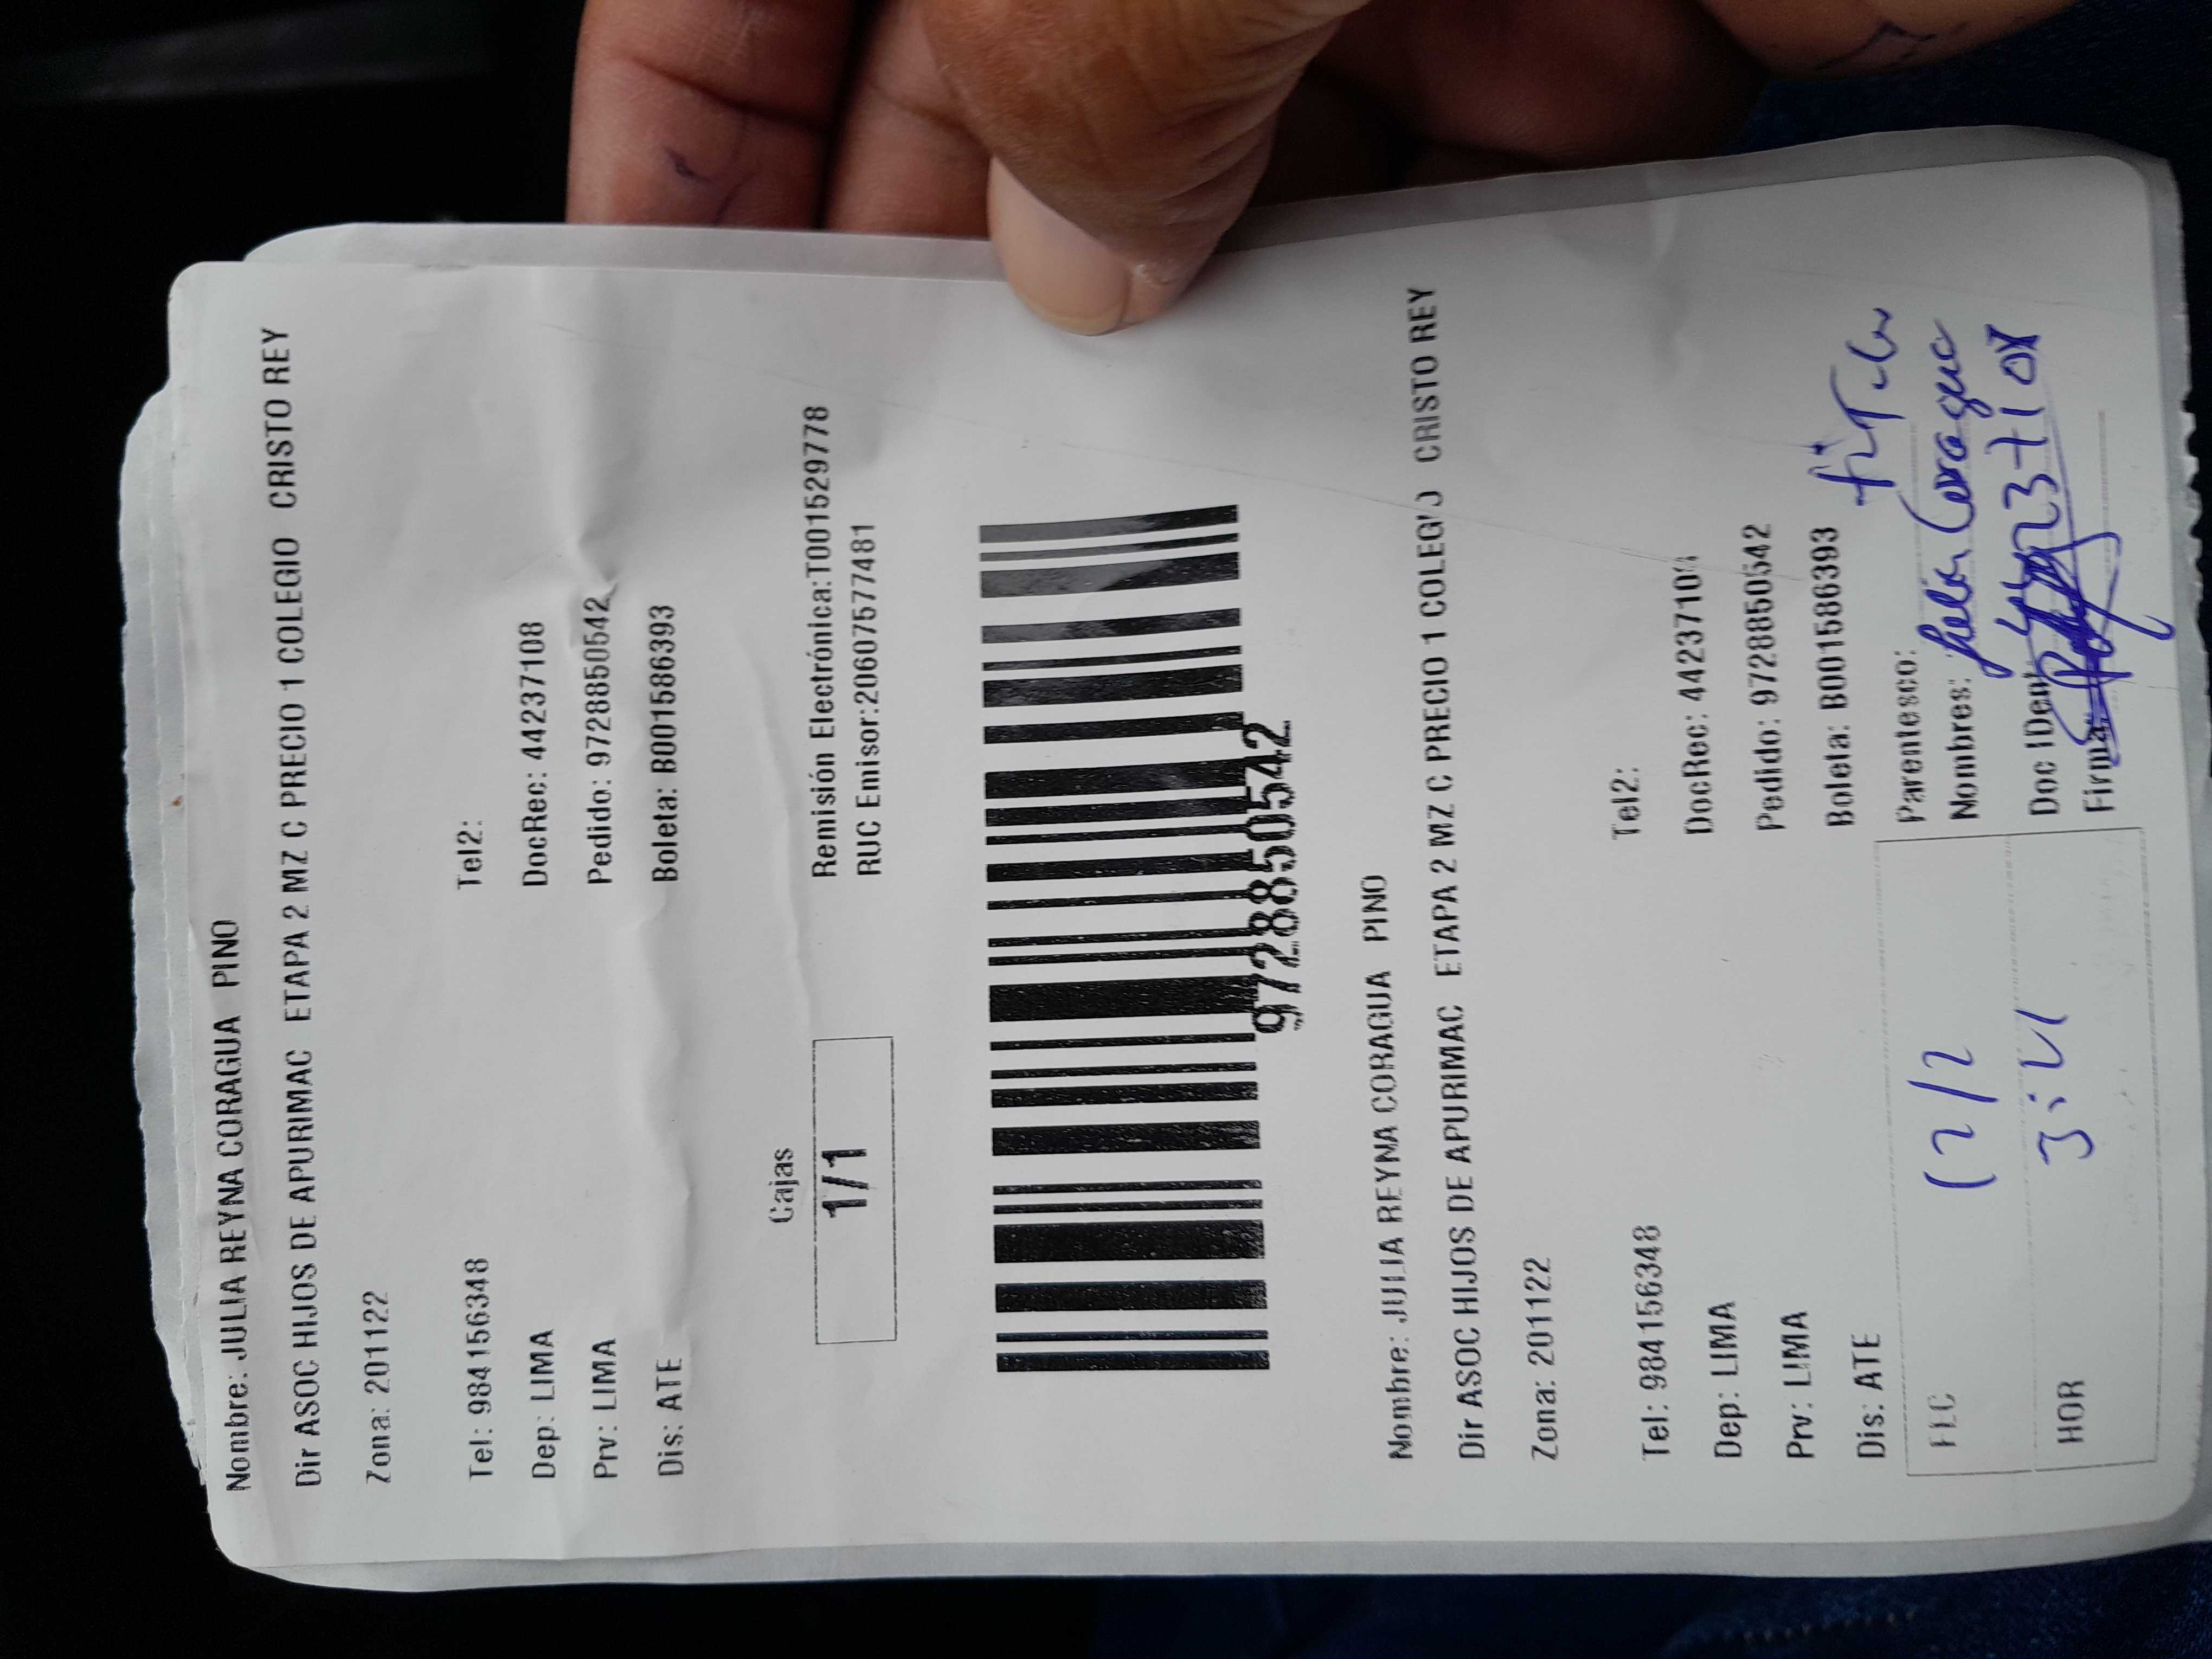 Nombre: JULIA REYNA CORAGUA PINO
Dir ASOC HIJOS DE APURIMAC ETAPA 2 MZ C PRECIO 1 COLEGIO CRISTO REY
Zona: 201122
Tel: 984156348 Tel2:
Dep: LIMA DocRec: 44237108
Prv: LIMA Pedido: 9728850542
Dis: ATE Boleta: B001586393
Cajas
1/1
Remisión Electrónica:T001529778
RUC Emisor:20607577481
9728850542
Nombre: JULIA REYNA CORAGUA PINO
Dir ASOC HIJOS DE APURIMAC ETAPA 2 MZ C PRECIO 1 COLEGIO CRISTO REY
Zona: 201122
Tel: 984156348 Tel2:
Dep: LIMA DocRec: 44237108
Prv: LIMA Pedido: 9728850542
Dis: ATE Boleta: B001586393
FEC 12/2 Parentesco:
Nombres: Julia Coragua
HOR Doc IDen 44237108
Firma: